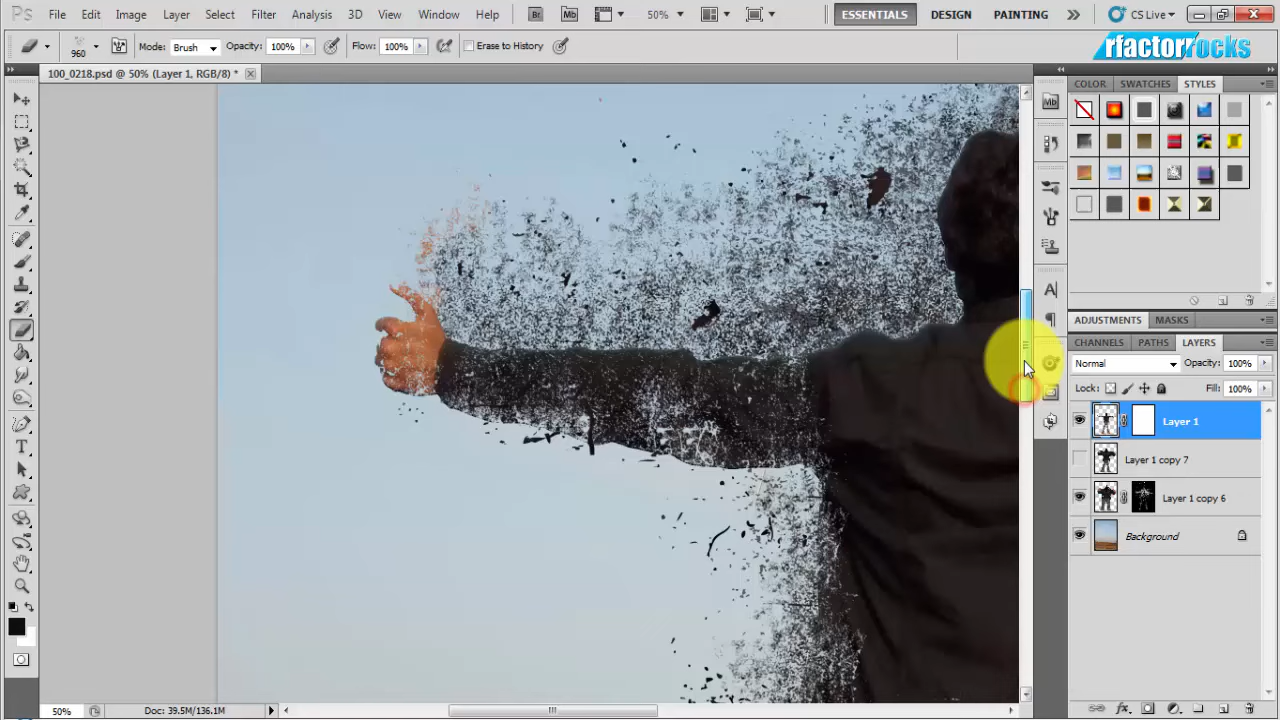 Ps File Edit Image Layer Select Filter Analysis 3D View Window Help Br Mb 50% ESSENTIALS DESIGN PAINTING CS Live
960 Mode: Brush Opacity: 100% Flow: 100% Erase to History rfactorrocks
100_0218.psd @ 50% (Layer 1, RGB/8) *
COLOR SWATCHES STYLES
Mb
ADJUSTMENTS MASKS
CHANNELS PATHS LAYERS
Normal Opacity: 100%
Lock: Fill: 100%
Layer 1
Layer 1 copy 7
Layer 1 copy 6
Background
50% Doc: 39.5M/136.1M